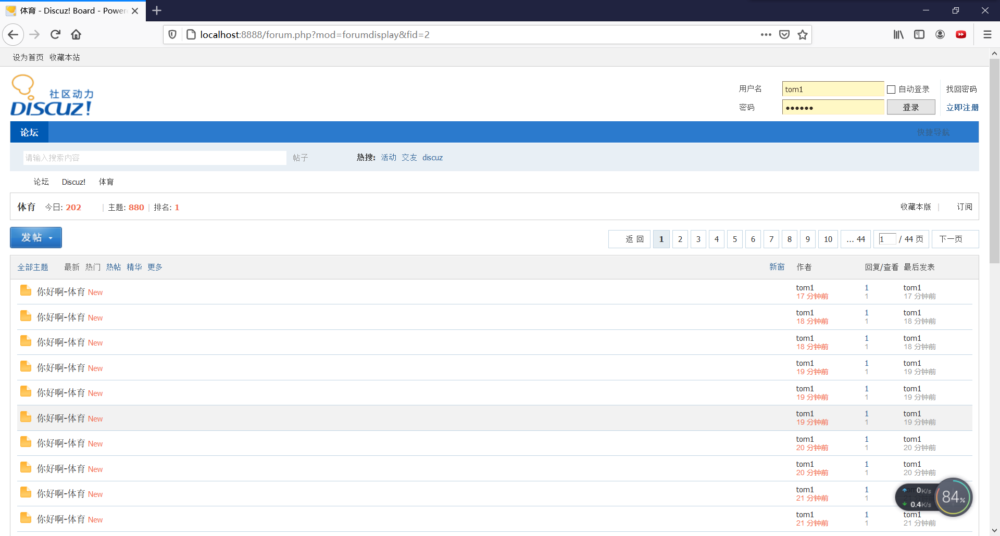 体育 - Discuz! Board - Power
localhost:8888/forum.php?mod=forumdisplay&fid=2
设为首页 收藏本站
社区动力
DISCUZ!
用户名 tom1 自动登录 找回密码
密码 ●●●●●● 登录 立即注册
论坛 快捷导航
请输入搜索内容 帖子 热搜: 活动 交友 discuz
论坛 Discuz! 体育
体育 今日: 202 | 主题: 880 | 排名: 1 收藏本版 | 订阅
发帖 返回 1 2 3 4 5 6 7 8 9 10 ... 44 1 / 44 页 下一页
全部主题 最新 热门 热帖 精华 更多 新窗 作者 回复/查看 最后发表
你好啊-体育 New tom1 1 tom1
17 分钟前 1 17 分钟前
你好啊-体育 New tom1 1 tom1
18 分钟前 1 18 分钟前
你好啊-体育 New tom1 1 tom1
18 分钟前 1 18 分钟前
你好啊-体育 New tom1 1 tom1
19 分钟前 1 19 分钟前
你好啊-体育 New tom1 1 tom1
19 分钟前 1 19 分钟前
你好啊-体育 New tom1 1 tom1
19 分钟前 1 19 分钟前
你好啊-体育 New tom1 1 tom1
20 分钟前 1 20 分钟前
你好啊-体育 New tom1 1 tom1
20 分钟前 1 20 分钟前
你好啊-体育 New tom1 1
21 分钟前 1
0K/s
0.4K/s
84%
你好啊-体育 New tom1 1 tom1
21 分钟前 1 21 分钟前